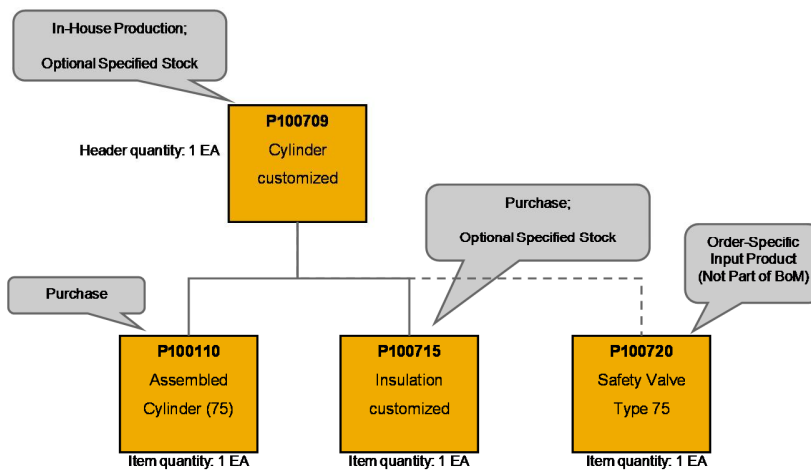 In-House Production;
Optional Specified Stock
P100709
Cylinder
customized
Header quantity: 1 EA
Purchase;
Optional Specified Stock
Order-Specific
Input Product
(Not Part of BoM)
Purchase
P100110
Assembled
Cylinder (75)
Item quantity: 1 EA
P100715
Insulation
customized
Item quantity: 1 EA
P100720
Safety Valve
Type 75
Item quantity: 1 EA